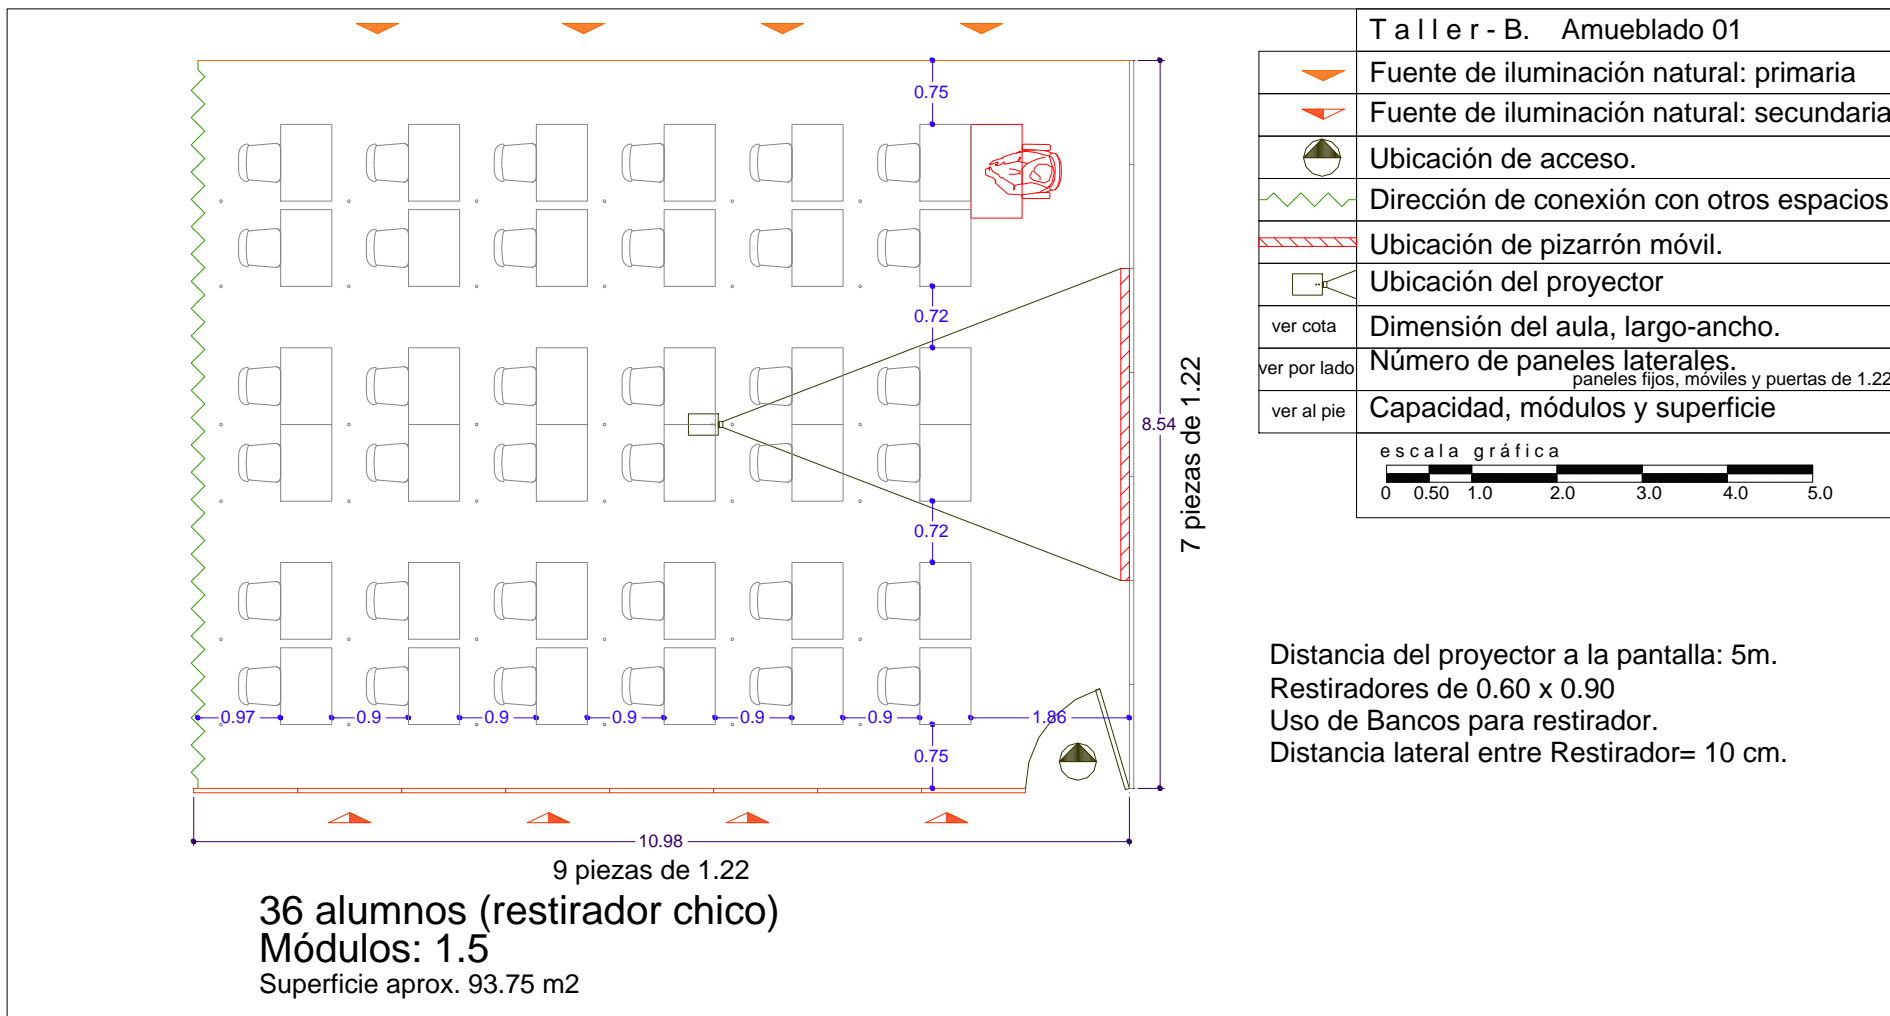 T a l l e r - B. Amueblado 01
Fuente de iluminación natural: primaria
Fuente de iluminación natural: secundaria
Ubicación de acceso.
Dirección de conexión con otros espacios
Ubicación de pizarrón móvil.
Ubicación del proyector
ver cota Dimensión del aula, largo-ancho.
ver por lado Número de paneles laterales.
paneles fijos, móviles y puertas de 1.22
ver al pie Capacidad, módulos y superficie
e s c a l a g r á f i c a
0 0.50 1.0 2.0 3.0 4.0 5.0
0.75
0.72
0.72
0.97 0.9 0.9 0.9 0.9 0.9 1.86
0.75
8.54
7 piezas de 1.22
10.98
9 piezas de 1.22
36 alumnos (restirador chico)
Módulos: 1.5
Superficie aprox. 93.75 m2
Distancia del proyector a la pantalla: 5m.
Restiradores de 0.60 x 0.90
Uso de Bancos para restirador.
Distancia lateral entre Restirador= 10 cm.